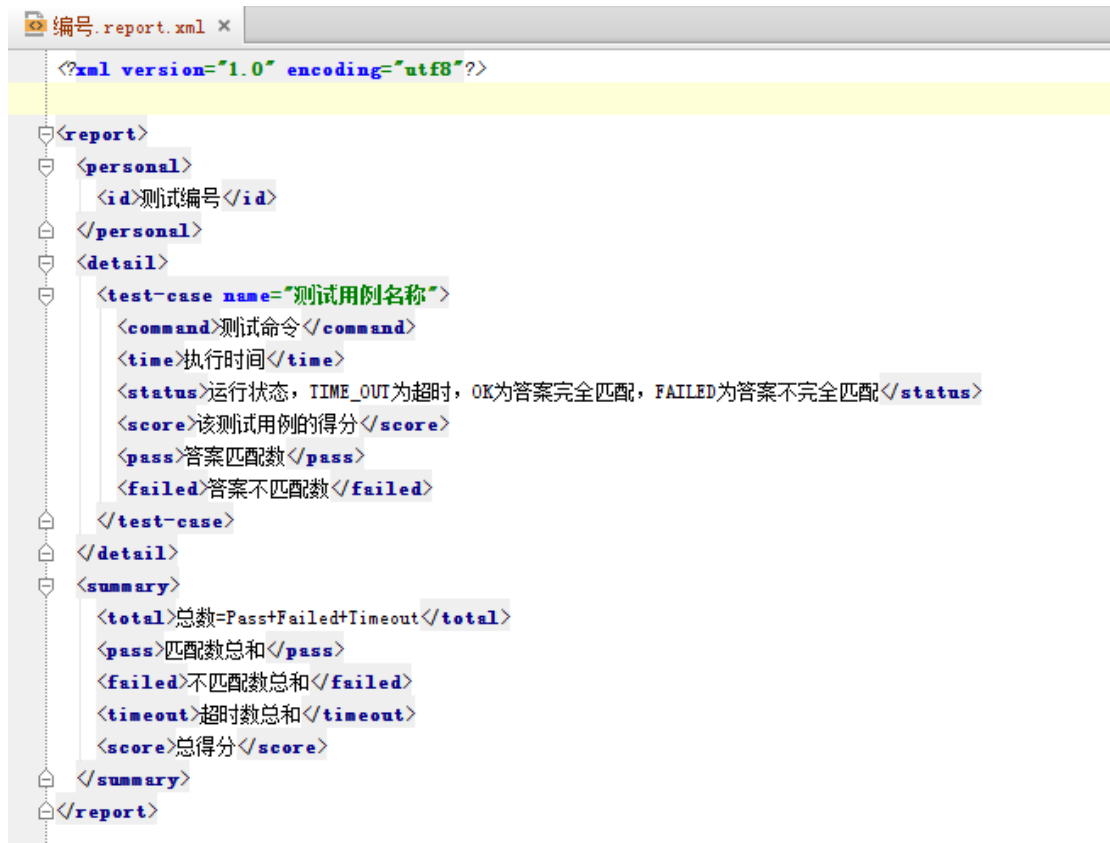 编号.report.xml ×
<?xml version="1.0" encoding="utf8"?>
<report>
<personal>
<id>测试编号</id>
</personal>
<detail>
<test-case name="测试用例名称">
<command>测试命令</command>
<time>执行时间</time>
<status>运行状态，TIME_OUT为超时，OK为答案完全匹配，FAILED为答案不完全匹配</status>
<score>该测试用例的得分</score>
<pass>答案匹配数</pass>
<failed>答案不匹配数</failed>
</test-case>
</detail>
<summary>
<total>总数=Pass+Failed+Timeout</total>
<pass>匹配数总和</pass>
<failed>不匹配数总和</failed>
<timeout>超时数总和</timeout>
<score>总得分</score>
</summary>
</report>